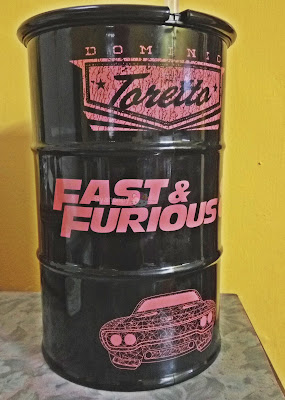 DOMINIC
Toretto
FAST &
FURIOUS